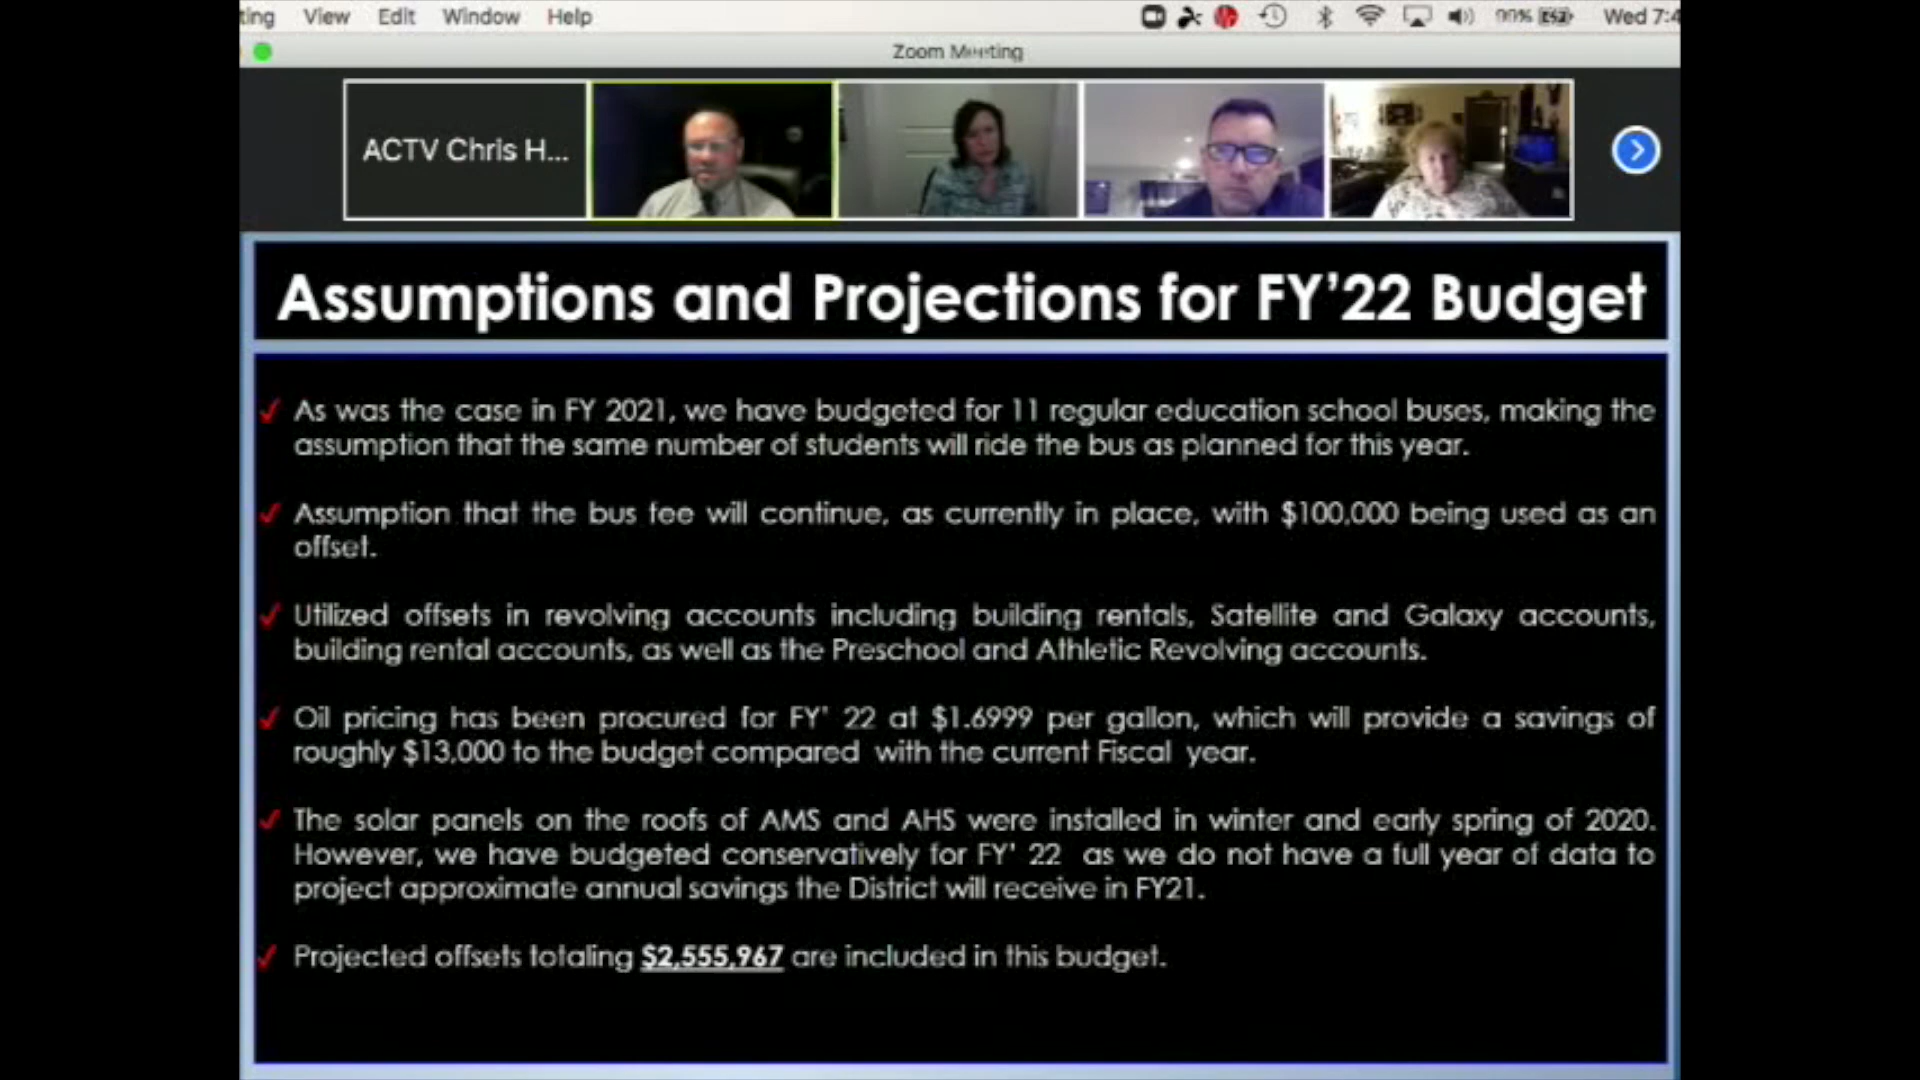 ting View Edit Window Help 99% Wed 7:4
Zoom Meeting
ACTV Chris H...
Assumptions and Projections for FY'22 Budget
✓ As was the case in FY 2021, we have budgeted for 11 regular education school buses, making the
assumption that the same number of students will ride the bus as planned for this year.
✓ Assumption that the bus fee will continue, as currently in place, with $100,000 being used as an
offset.
✓ Utilized offsets in revolving accounts including building rentals, Satellite and Galaxy accounts,
building rental accounts, as well as the Preschool and Athletic Revolving accounts.
✓ Oil pricing has been procured for FY' 22 at $1.6999 per gallon, which will provide a savings of
roughly $13,000 to the budget compared with the current Fiscal year.
✓ The solar panels on the roofs of AMS and AHS were installed in winter and early spring of 2020.
However, we have budgeted conservatively for FY' 22 as we do not have a full year of data to
project approximate annual savings the District will receive in FY21.
✓ Projected offsets totaling $2,555,967 are included in this budget.